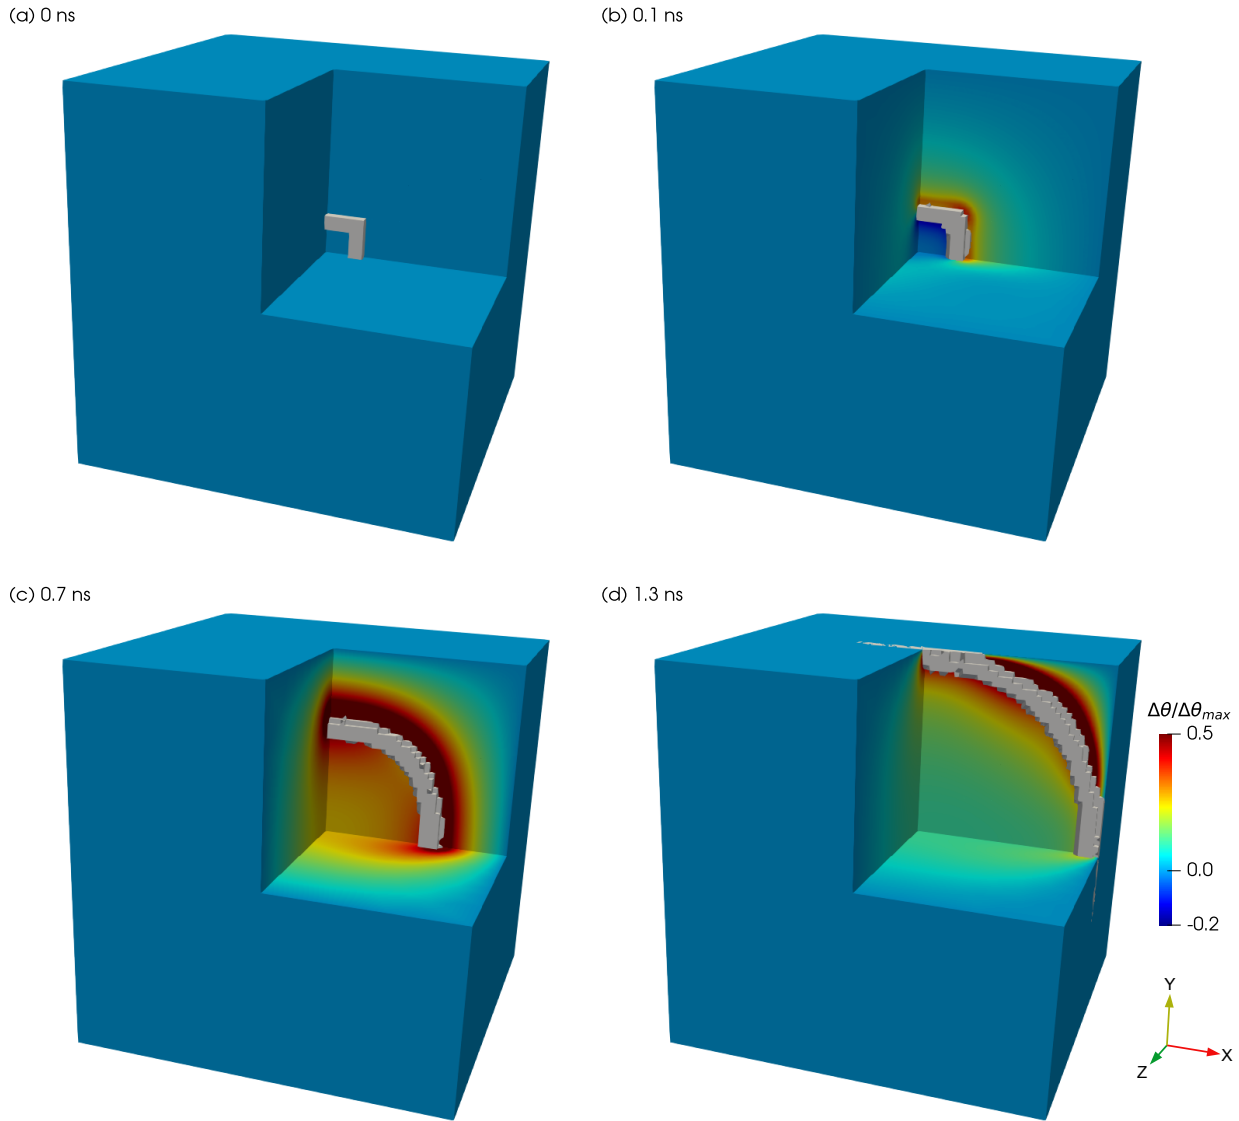 (a) 0 ns
(b) 0.1 ns
(c) 0.7 ns
(d) 1.3 ns
Δθ/Δθmax
0.5
0.0
-0.2
Y
X
Z